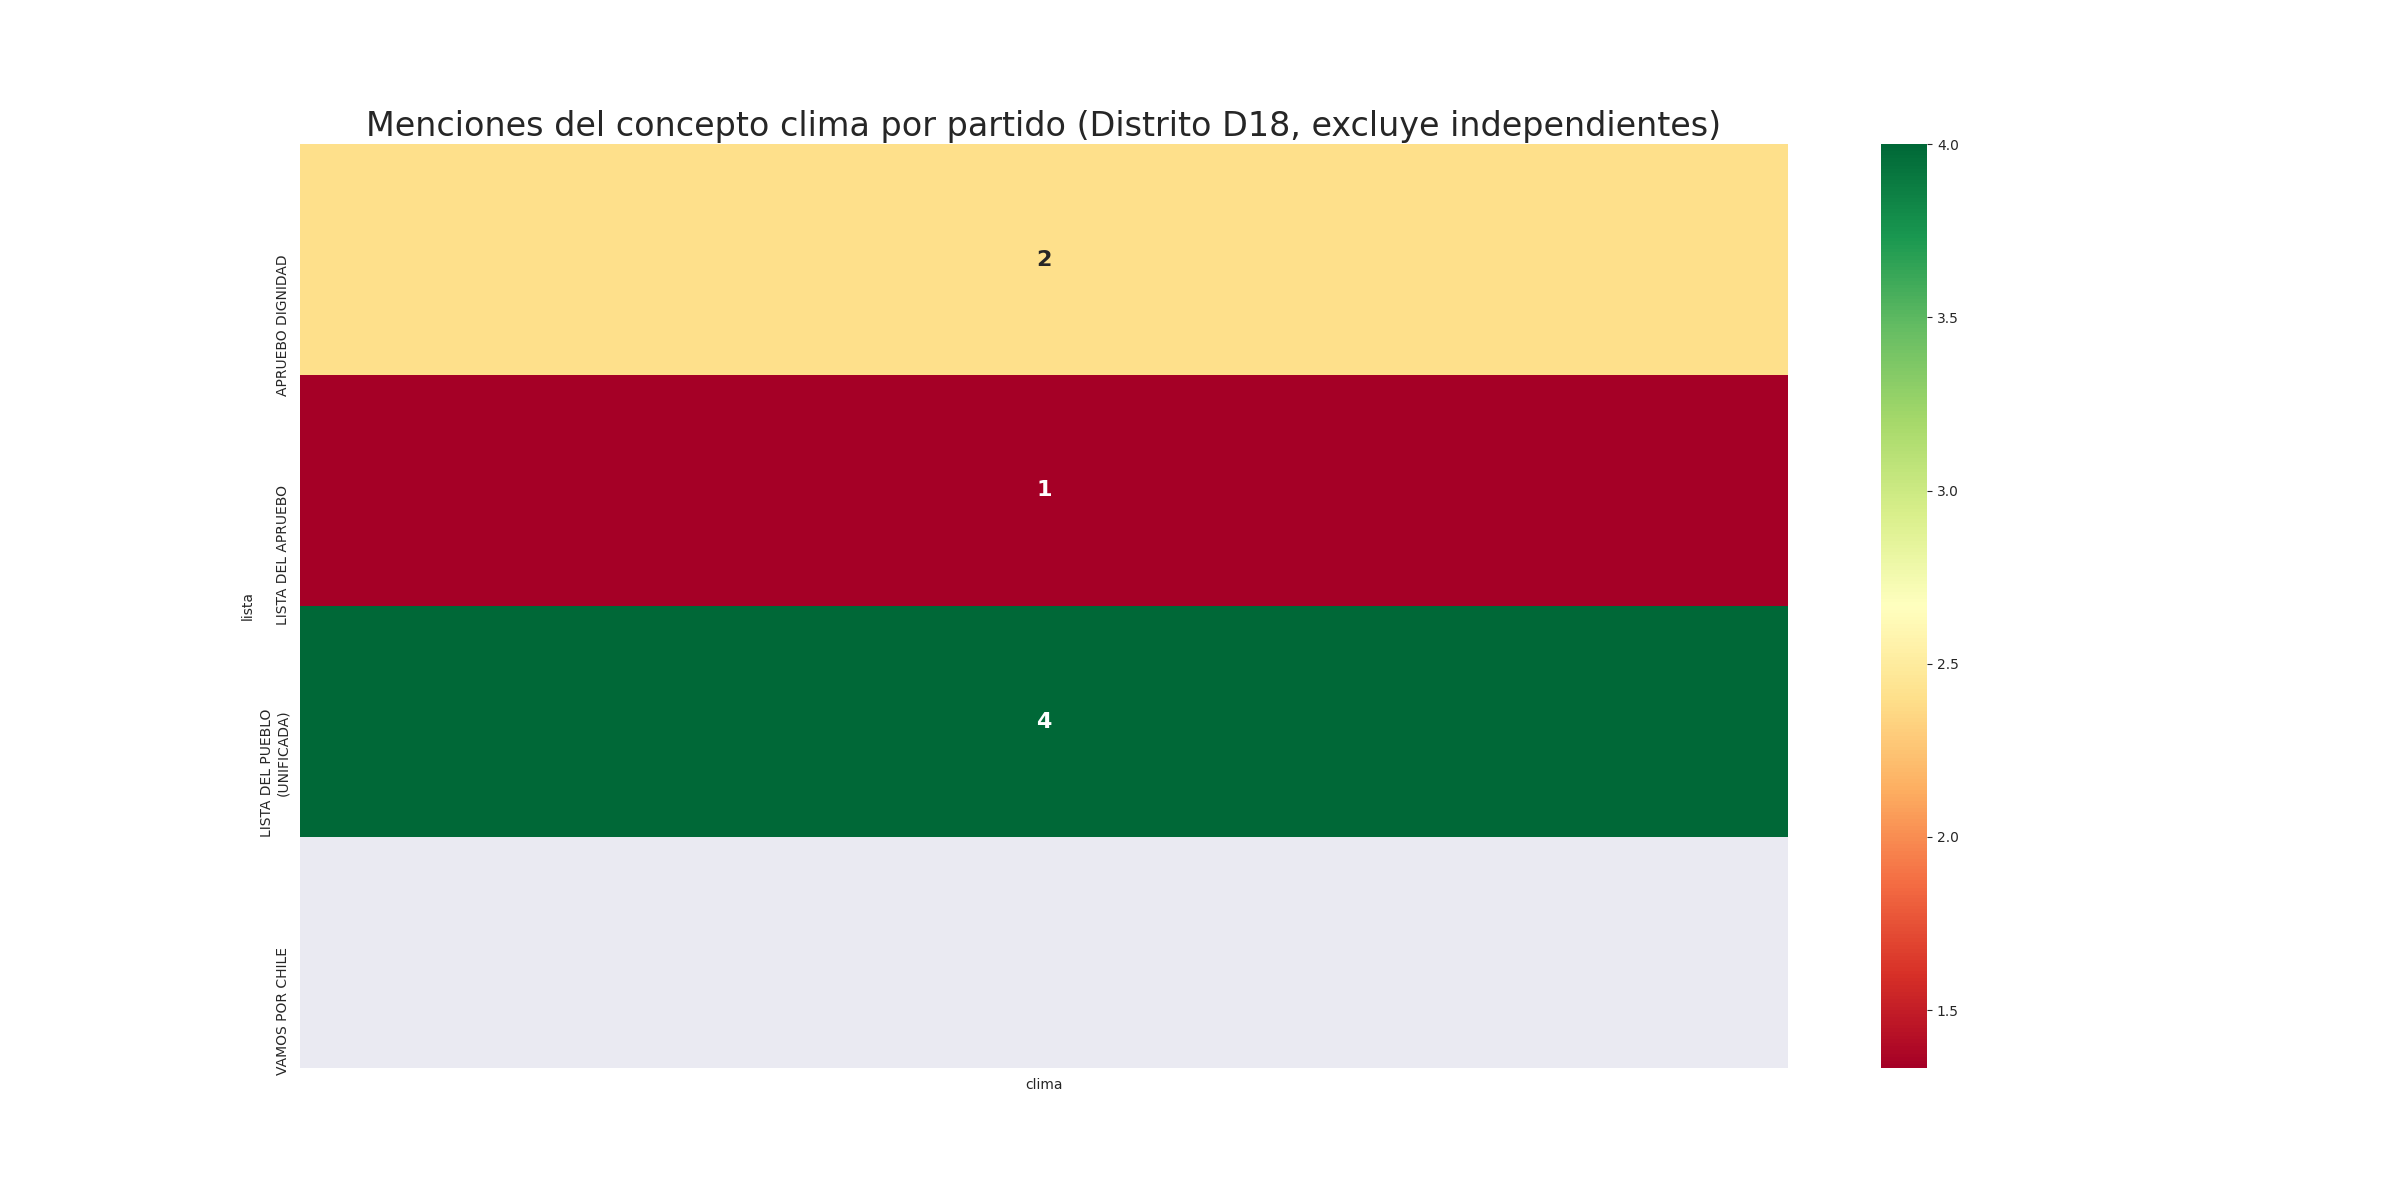 Menciones del concepto clima por partido (Distrito D18, excluye independientes)
lista
APRUEBO DIGNIDAD
LISTA DEL APRUEBO
LISTA DEL PUEBLO
(UNIFICADA)
VAMOS POR CHILE
2
1
4
clima
4.0
3.5
3.0
2.5
2.0
1.5